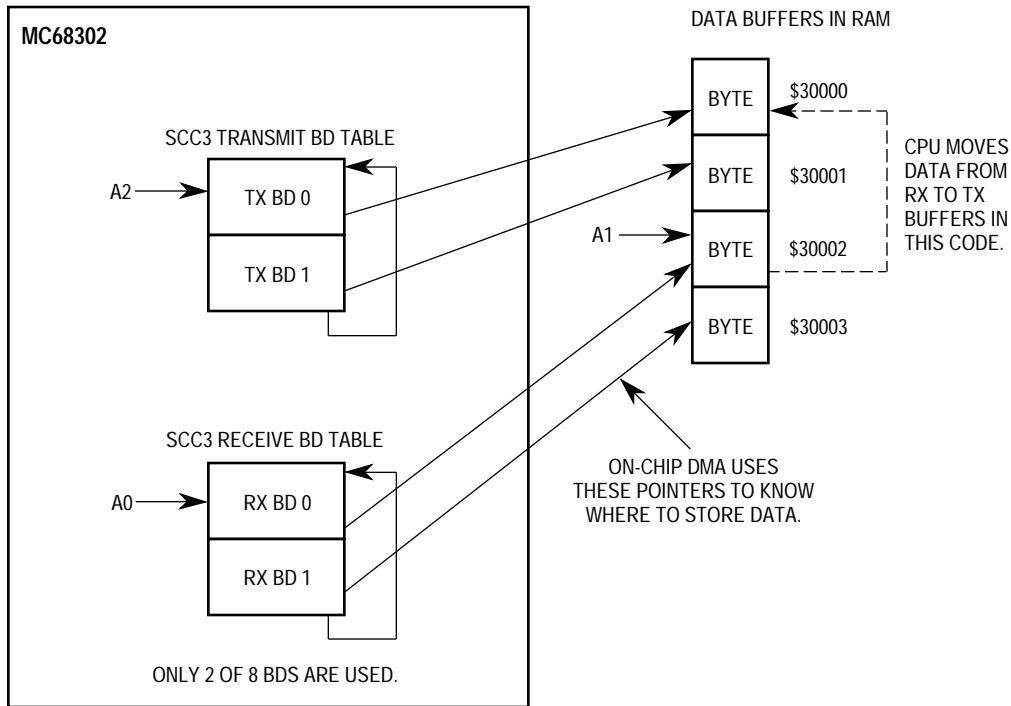 MC68302
DATA BUFFERS IN RAM
SCC3 TRANSMIT BD TABLE
A2
TX BD 0
TX BD 1
BYTE
$30000
BYTE
$30001
A1
BYTE
$30002
BYTE
$30003
CPU MOVES
DATA FROM
RX TO TX
BUFFERS IN
THIS CODE.
SCC3 RECEIVE BD TABLE
A0
RX BD 0
RX BD 1
ON-CHIP DMA USES
THESE POINTERS TO KNOW
WHERE TO STORE DATA.
ONLY 2 OF 8 BDS ARE USED.